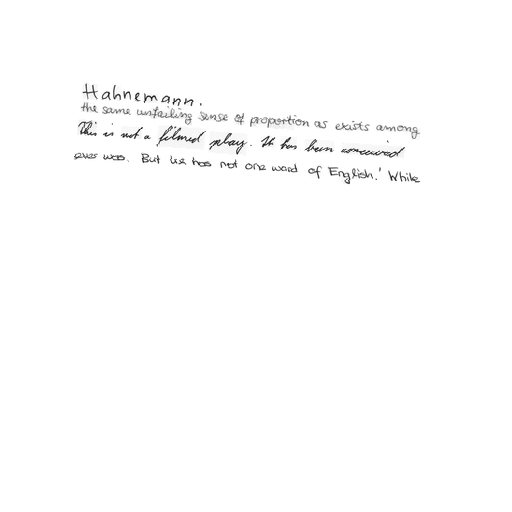 Hahnemann.
the same unfailing sense of proportion as exists among
This is not a filmed play. It has been conceived
ever was. But he has not one word of English.' While